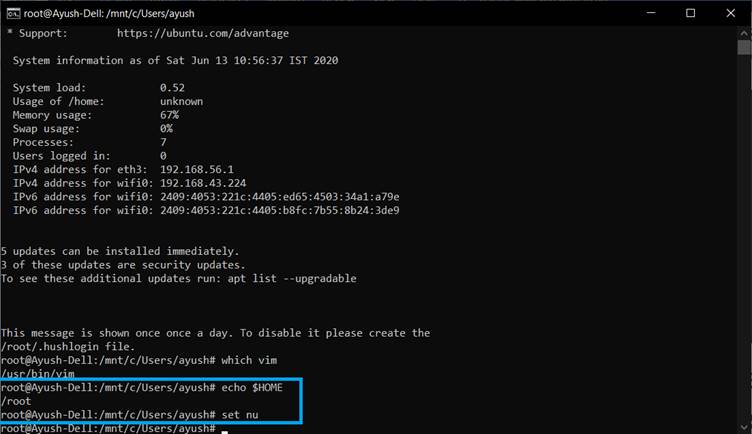 root@Ayush-Dell: /mnt/c/Users/ayush
* Support: https://ubuntu.com/advantage
System information as of Sat Jun 13 10:56:37 IST 2020
System load: 0.52
Usage of /home: unknown
Memory usage: 67%
Swap usage: 0%
Processes: 7
Users logged in: 0
IPv4 address for eth3: 192.168.56.1
IPv4 address for wifi0: 192.168.43.224
IPv6 address for wifi0: 2409:4053:221c:4405:ed65:4503:34a1:a79e
IPv6 address for wifi0: 2409:4053:221c:4405:b8fc:7b55:8b24:3de9
5 updates can be installed immediately.
3 of these updates are security updates.
To see these additional updates run: apt list --upgradable
This message is shown once once a day. To disable it please create the
/root/.hushlogin file.
root@Ayush-Dell:/mnt/c/Users/ayush# which vim
/usr/bin/vim
root@Ayush-Dell:/mnt/c/Users/ayush# echo $HOME
/root
root@Ayush-Dell:/mnt/c/Users/ayush# set nu
root@Ayush-Dell:/mnt/c/Users/ayush#